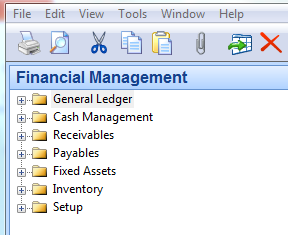 File Edit View Tools Window Help
Financial Management
General Ledger
Cash Management
Receivables
Payables
Fixed Assets
Inventory
Setup